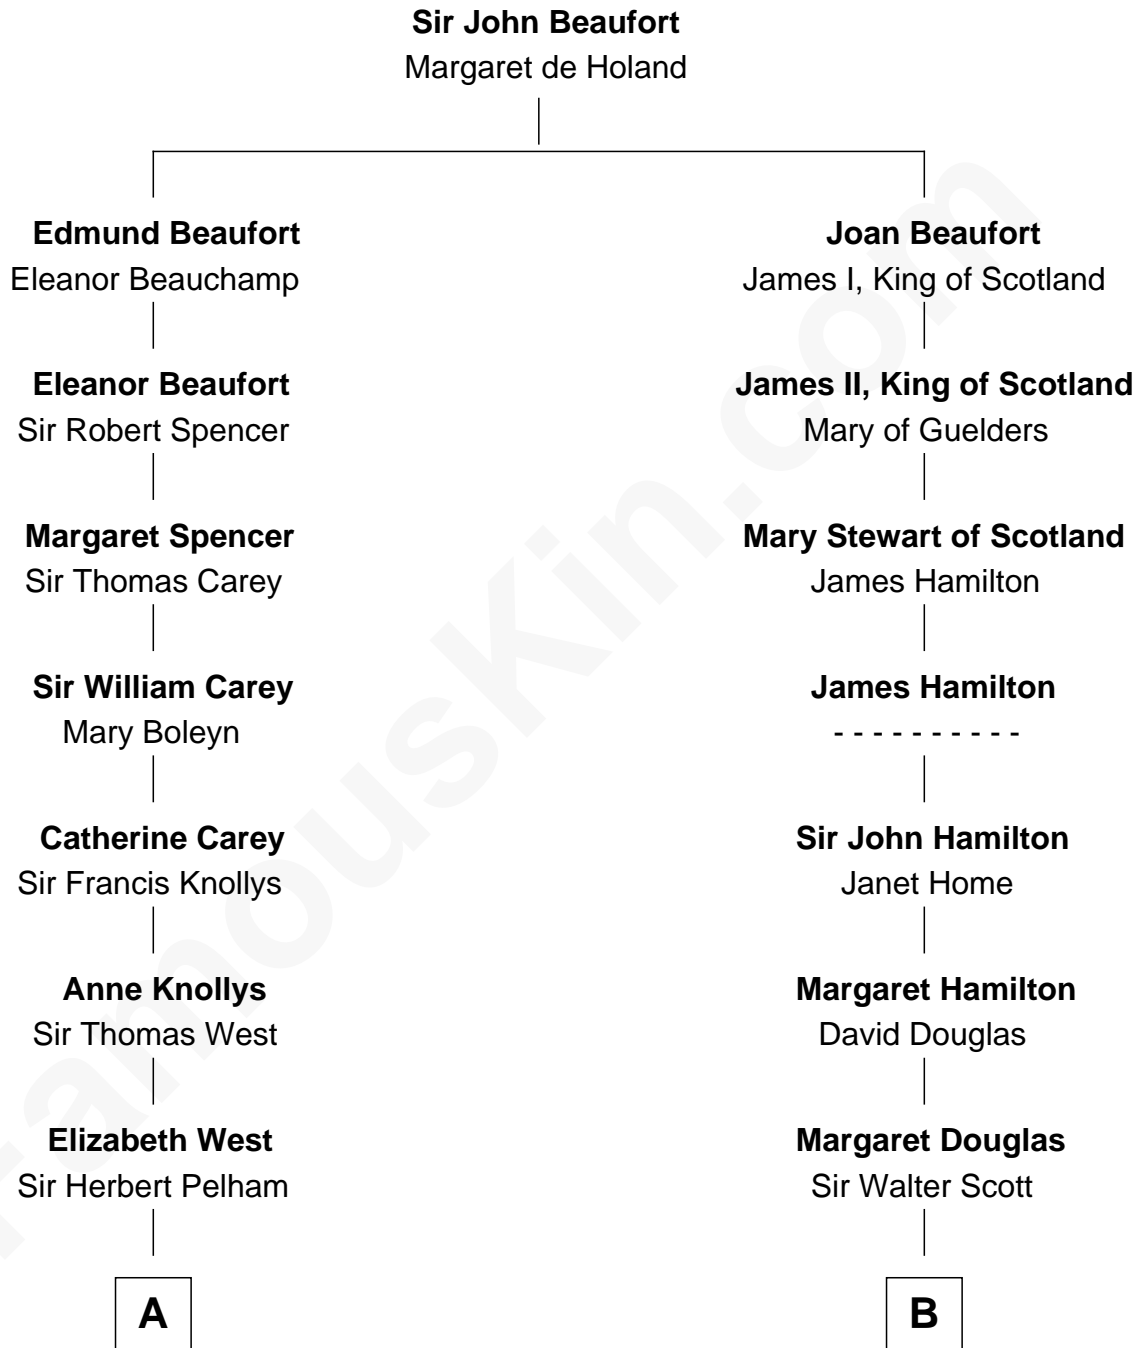 Sir John Beaufort
Margaret de Holand
Edmund Beaufort
Eleanor Beauchamp
Joan Beaufort
James I, King of Scotland
Eleanor Beaufort
Sir Robert Spencer
James II, King of Scotland
Mary of Guelders
Margaret Spencer
Sir Thomas Carey
Mary Stewart of Scotland
James Hamilton
Sir William Carey
Mary Boleyn
James Hamilton
- - - - - - - - - -
Catherine Carey
Sir Francis Knollys
Sir John Hamilton
Janet Home
Anne Knollys
Sir Thomas West
Margaret Hamilton
David Douglas
Elizabeth West
Sir Herbert Pelham
Margaret Douglas
Sir Walter Scott
A
B
FamousKin.com